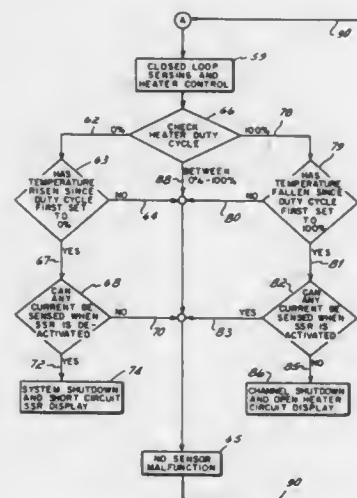 A
90
59
CLOSED LOOP
SENSING AND
HEATER CONTROL
62
0%
66
CHECK
HEATER DUTY
CYCLE
100%
78
63
HAS
TEMPERATURE
RISEN SINCE
DUTY CYCLE
FIRST SET
TO
0%
NO
64
88
BETWEEN
0%-100%
NO
80
79
HAS
TEMPERATURE
FALLEN SINCE
DUTY CYCLE
FIRST SET
TO
100%
67
YES
YES
81
68
CAN
ANY
CURRENT BE
SENSED WHEN
SSR IS DE-
ACTIVATED
NO
70
YES
83
82
CAN
ANY
CURRENT BE
SENSED WHEN
SSR IS
ACTIVATED
72
YES
74
85
NO
86
SYSTEM SHUTDOWN
AND SHORT CIRCUIT
SSR DISPLAY
CHANNEL SHUTDOWN
AND OPEN HEATER
CIRCUIT DISPLAY
65
NO SENSOR
MALFUNCTION
90